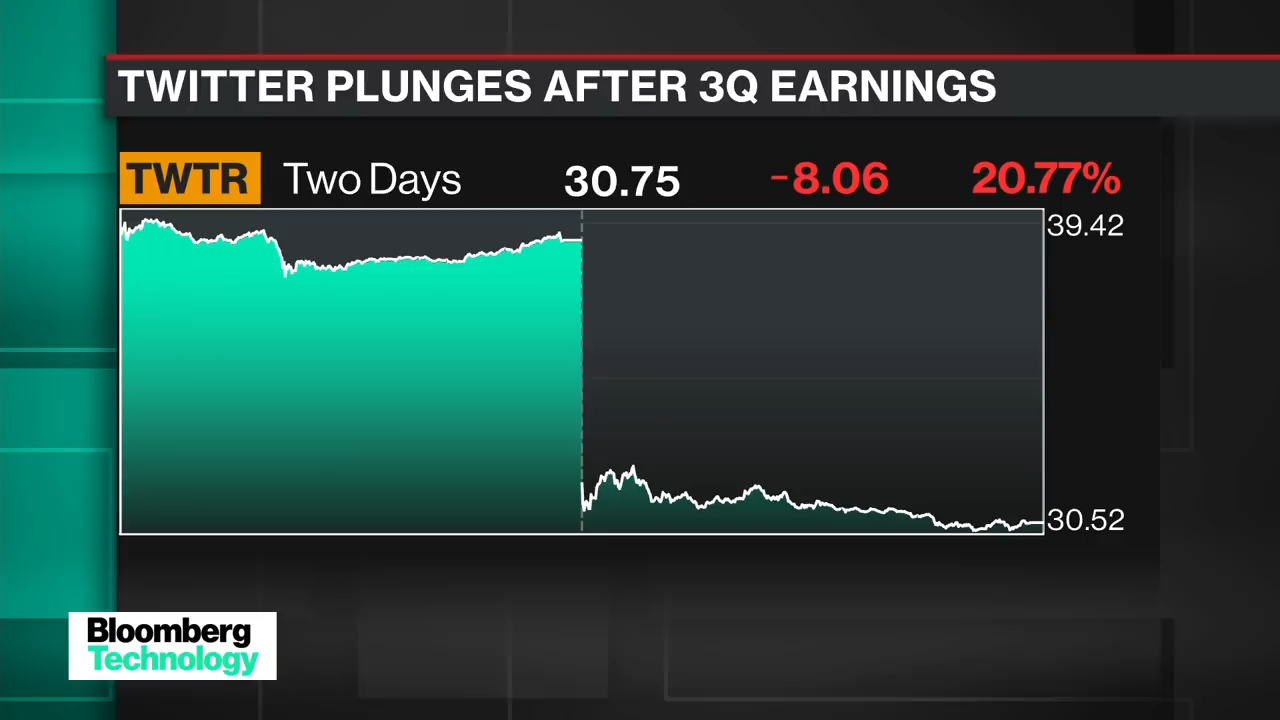 TWITTER PLUNGES AFTER 3Q EARNINGS
TWTR Two Days 30.75 -8.06 20.77%
39.42
30.52
Bloomberg
Technology